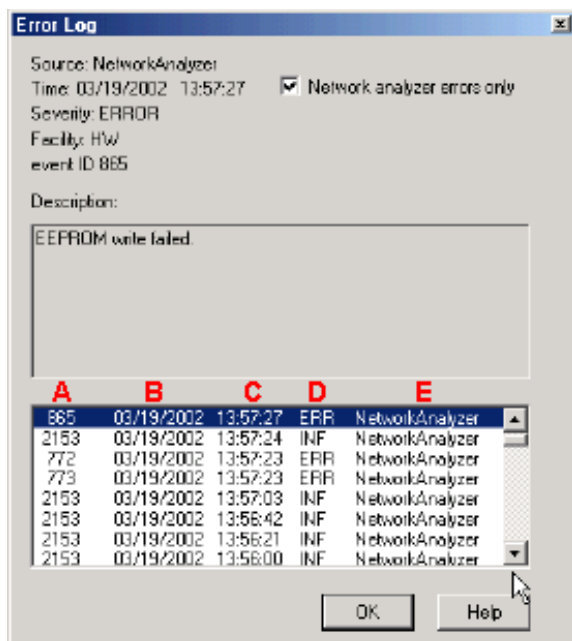 Error Log
Source: NetworkAnalyzer
Time: 03/19/2002 13:57:27
Network analyzer errors only
Severity: ERROR
Facility: HW
event ID 865
Description:
EEPROM write failed.
A B C D E
865 03/19/2002 13:57:27 ERR NetworkAnalyzer
2153 03/19/2002 13:57:24 INF NetworkAnalyzer
772 03/19/2002 13:57:23 ERR NetworkAnalyzer
773 03/19/2002 13:57:23 ERR NetworkAnalyzer
2153 03/19/2002 13:57:03 INF NetworkAnalyzer
2153 03/19/2002 13:56:42 INF NetworkAnalyzer
2153 03/19/2002 13:56:21 INF NetworkAnalyzer
2153 03/19/2002 13:56:00 INF NetworkAnalyzer
OK Help